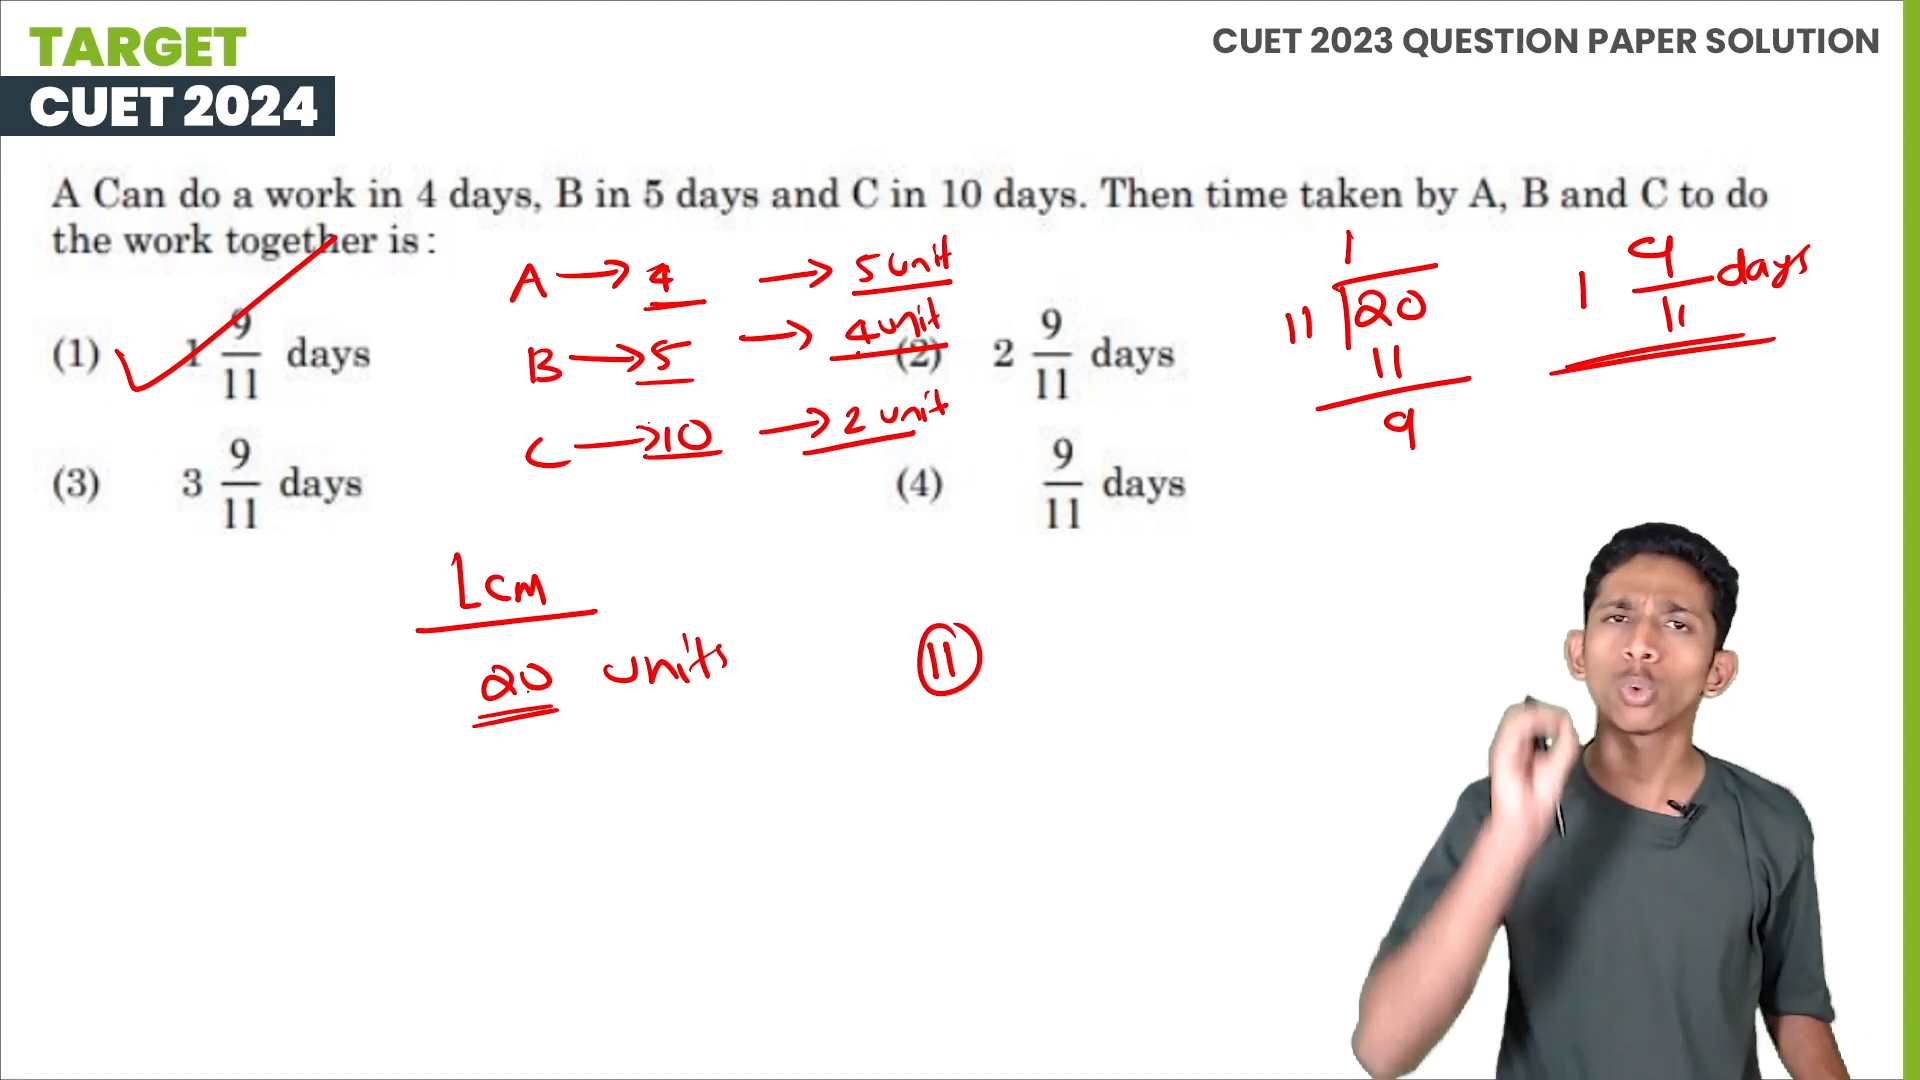 TARGET
CUET 2024
CUET 2023 QUESTION PAPER SOLUTION
A Can do a work in 4 days, B in 5 days and C in 10 days. Then time taken by A, B and C to do
the work together is :
(1) 1 9/11 days
(2) 2 9/11 days
(3) 3 9/11 days
(4) 9/11 days
A → 4 → 5 unit
B → 5 → 4 unit
C → 10 → 2 unit
Lcm
20 units
11
1
11 20
11
9
1 9/11 days